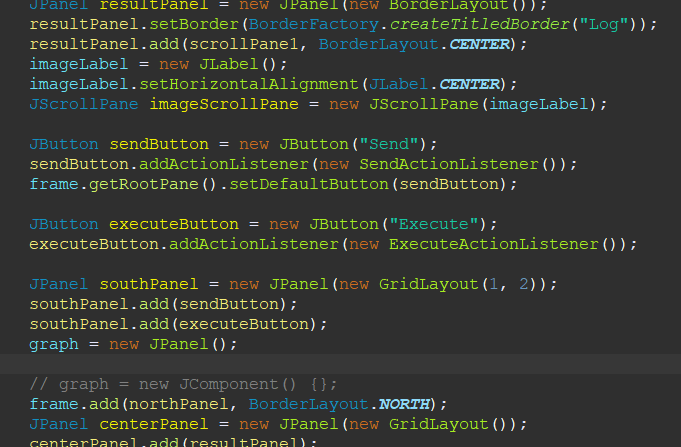 JPanel resultPanel = new JPanel(new BorderLayout());
resultPanel.setBorder(BorderFactory.createTitledBorder("Log"));
resultPanel.add(scrollPane1, BorderLayout.CENTER);
imageLabel = new JLabel();
imageLabel.setHorizontalAlignment(JLabel.CENTER);
JScrollPane imageScrollPane = new JScrollPane(imageLabel);
JButton sendButton = new JButton("Send");
sendButton.addActionListener(new SendActionListener());
frame.getRootPane().setDefaultButton(sendButton);
JButton executeButton = new JButton("Execute");
executeButton.addActionListener(new ExecuteActionListener());
JPanel southPanel = new JPanel(new GridLayout(1, 2));
southPanel.add(sendButton);
southPanel.add(executeButton);
graph = new JPanel();
// graph = new JComponent() {};
frame.add(northPanel, BorderLayout.NORTH);
JPanel centerPanel = new JPanel(new GridLayout());
centerPanel.add(resultPanel);